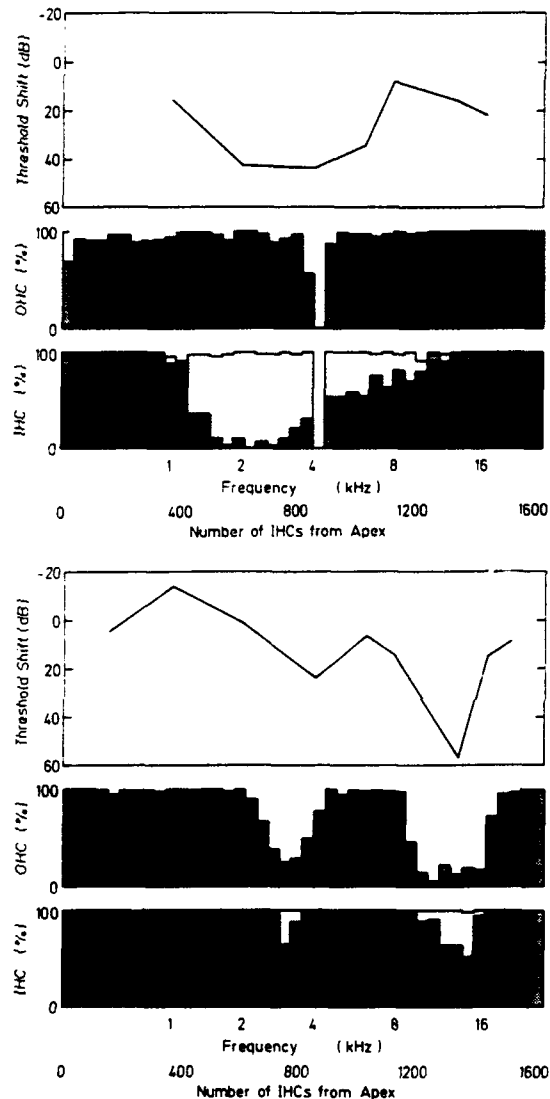 -20
0
20
40
60
Threshold Shift (dB)
100
0
OHC (%)
100
0
IHC (%)
1 2 4 8 16
Frequency (kHz)
0 400 800 1200 1600
Number of IHCs from Apex
-20
0
20
40
60
Threshold Shift (dB)
100
0
OHC (%)
100
0
IHC (%)
1 2 4 8 16
Frequency (kHz)
0 400 800 1200 1600
Number of IHCs from Apex